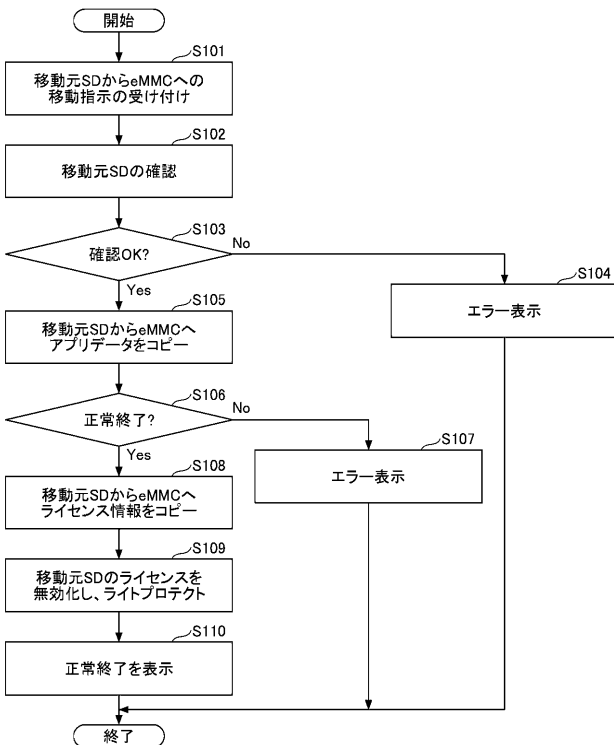 開始
S101
移動元SDからeMMCへの
移動指示の受け付け
S102
移動元SDの確認
S103
確認OK?
No
Yes
S104
エラー表示
S105
移動元SDからeMMCへ
アプリデータをコピー
S106
正常終了?
No
Yes
S107
エラー表示
S108
移動元SDからeMMCへ
ライセンス情報をコピー
S109
移動元SDのライセンスを
無効化し、ライトプロテクト
S110
正常終了を表示
終了